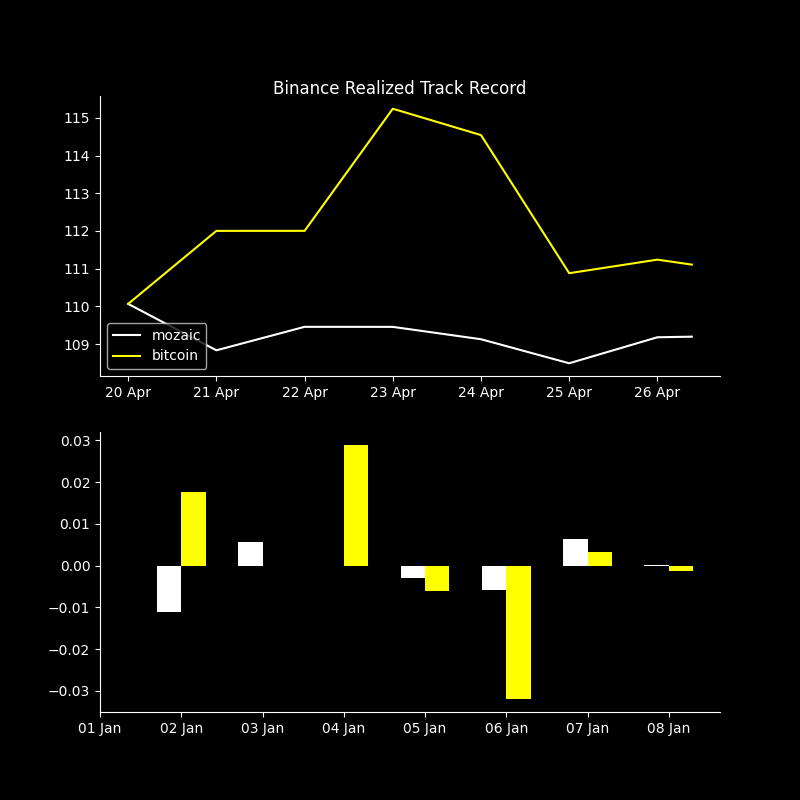 Binance Realized Track Record
115
114
113
112
111
110
109
mozaic
bitcoin
20 Apr 21 Apr 22 Apr 23 Apr 24 Apr 25 Apr 26 Apr
0.03
0.02
0.01
0.00
−0.01
−0.02
−0.03
01 Jan 02 Jan 03 Jan 04 Jan 05 Jan 06 Jan 07 Jan 08 Jan